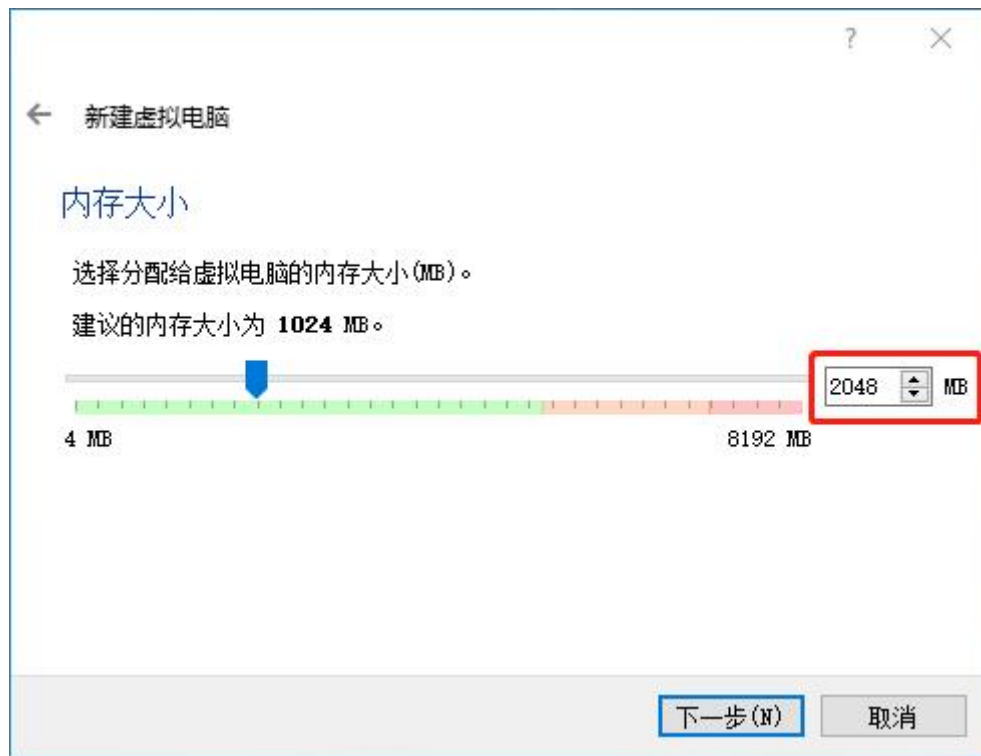 ?
新建虚拟电脑
内存大小
选择分配给虚拟电脑的内存大小(MB)。
建议的内存大小为 1024 MB。
2048 MB
4 MB 8192 MB
下一步(N) 取消